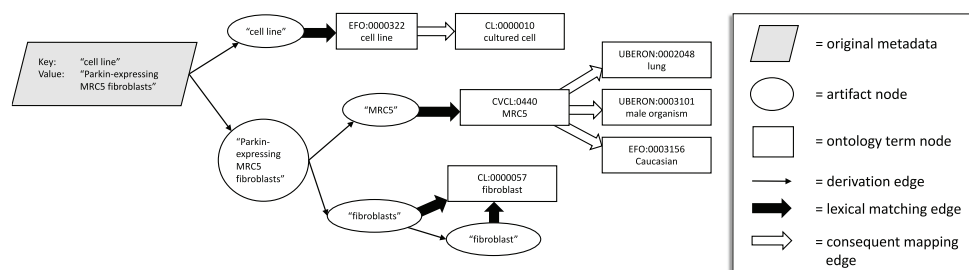 Key: "cell line"
Value: "Parkin-expressing
MRC5 fibroblasts"
"cell line"
EFO:0000322
cell line
CL:0000010
cultured cell
"Parkin-
expressing
MRC5
fibroblasts"
"MRC5"
CVCL:0440
MRC5
UBERON:0002048
lung
UBERON:0003101
male organism
EFO:0003156
Caucasian
CL:0000057
fibroblast
"fibroblasts"
"fibroblast"
= original metadata
= artifact node
= ontology term node
= derivation edge
= lexical matching edge
= consequent mapping
edge